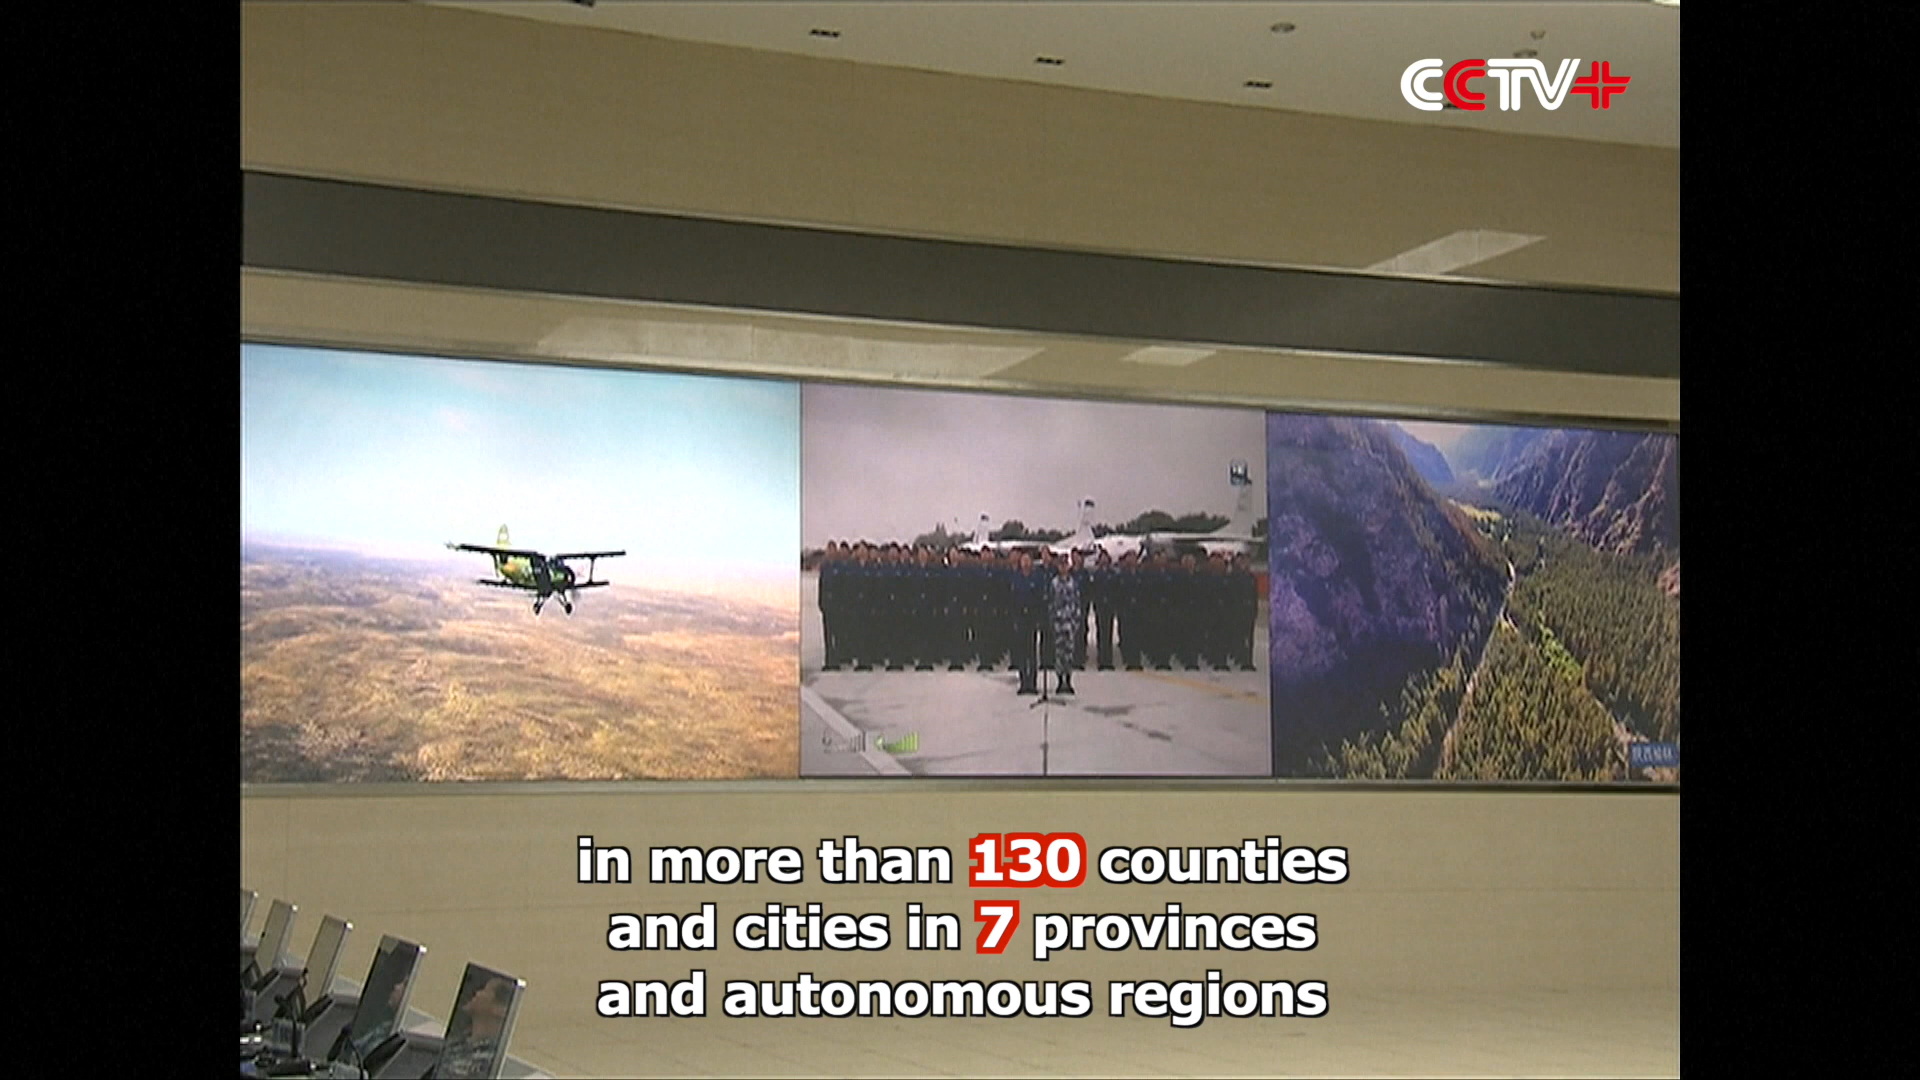 CCTV+
in more than 130 counties
and cities in 7 provinces
and autonomous regions